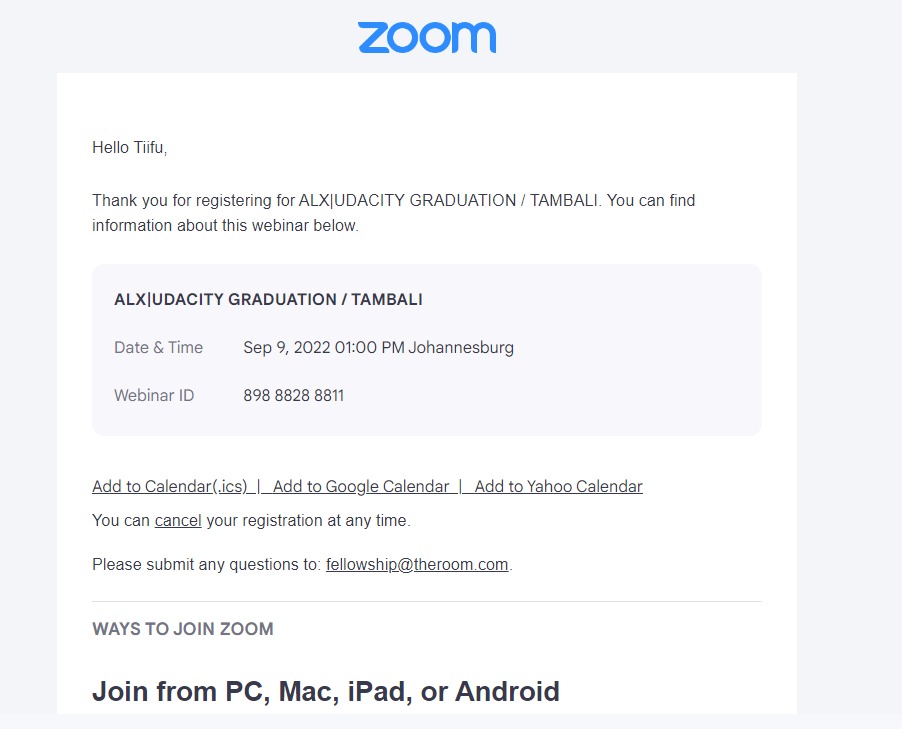 zoom
Hello Tiifu,
Thank you for registering for ALX|UDACITY GRADUATION / TAMBALI. You can find
information about this webinar below.
ALX|UDACITY GRADUATION / TAMBALI
Date & Time Sep 9, 2022 01:00 PM Johannesburg
Webinar ID 898 8828 8811
Add to Calendar(.ics) | Add to Google Calendar | Add to Yahoo Calendar
You can cancel your registration at any time.
Please submit any questions to: fellowship@theroom.com.
WAYS TO JOIN ZOOM
Join from PC, Mac, iPad, or Android